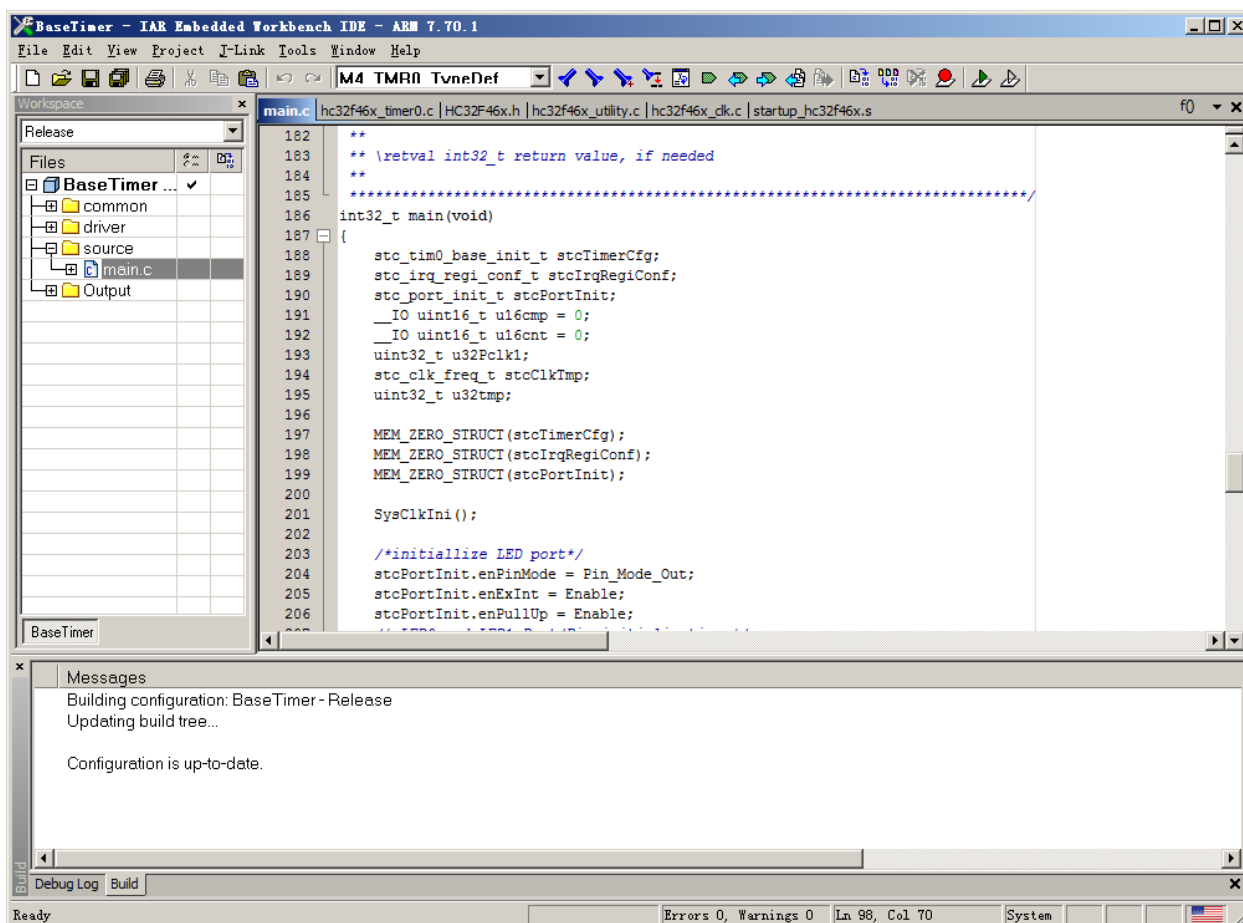 BaseTimer - IAR Embedded Workbench IDE - ARM 7.70.1
File Edit View Project J-Link Tools Window Help
M4_TMR0_TypeDef
Workspace
Release
Files
BaseTimer ...
common
driver
source
main.c
Output
BaseTimer
main.c hc32f46x_timer0.c HC32F46x.h hc32f46x_utility.c hc32f46x_clk.c startup_hc32f46x.s f()
182 **
183 ** \retval int32_t return value, if needed
184 **
185 ******************************************************************************/
186 int32_t main(void)
187 {
188 stc_tim0_base_init_t stcTimerCfg;
189 stc_irq_regi_conf_t stcIrqRegiConf;
190 stc_port_init_t stcPortInit;
191 __IO uint16_t u16cmp = 0;
192 __IO uint16_t u16cnt = 0;
193 uint32_t u32Pclk1;
194 stc_clk_freq_t stcClkTmp;
195 uint32_t u32tmp;
196
197 MEM_ZERO_STRUCT(stcTimerCfg);
198 MEM_ZERO_STRUCT(stcIrqRegiConf);
199 MEM_ZERO_STRUCT(stcPortInit);
200
201 SysClkIni();
202
203 /*initiallize LED port*/
204 stcPortInit.enPinMode = Pin_Mode_Out;
205 stcPortInit.enExInt = Enable;
206 stcPortInit.enPullUp = Enable;
Messages
Building configuration: BaseTimer - Release
Updating build tree...
Configuration is up-to-date.
Build
Debug Log Build
Ready Errors 0, Warnings 0 Ln 98, Col 70 System